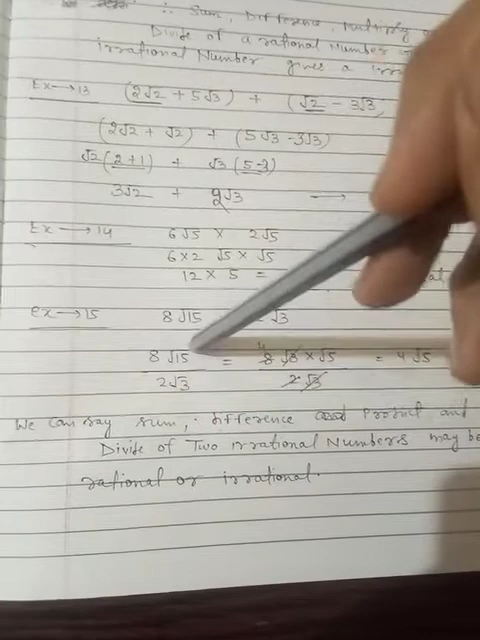 ∴ Sum, Difference, Multiply
Divide of a rational Number
irrational Number gives a irra
Ex → 13 (2√2 + 5√3) + (√2 - 3√3)
(2√2 + √2) + (5√3 - 3√3)
√2(2+1) + √3(5-3)
3√2 + 2√3 →
Ex → 14 6√5 × 2√5
6×2 √5 × √5
12 × 5 =
ex → 15 8√15 √3
8√15 / 2√3 = 4 8√3 × √5 / 2√3 = 4√5
We can say sum, difference Product and
Divide of Two irrational Numbers may be
rational or irrational.